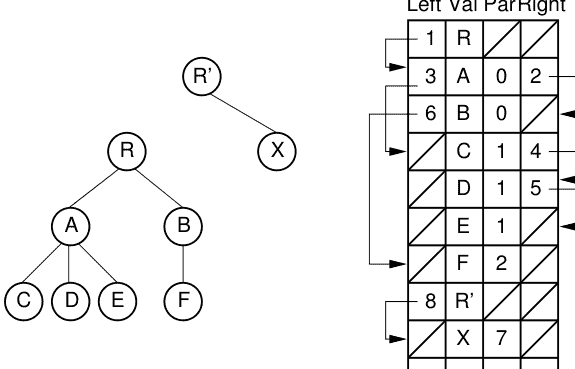 Left Val Par Right
1 R
R’ 3 A 0 2
6 B 0
R X C 1 4
D 1 5
A B E 1
F 2
C D E F 8 R’
X 7